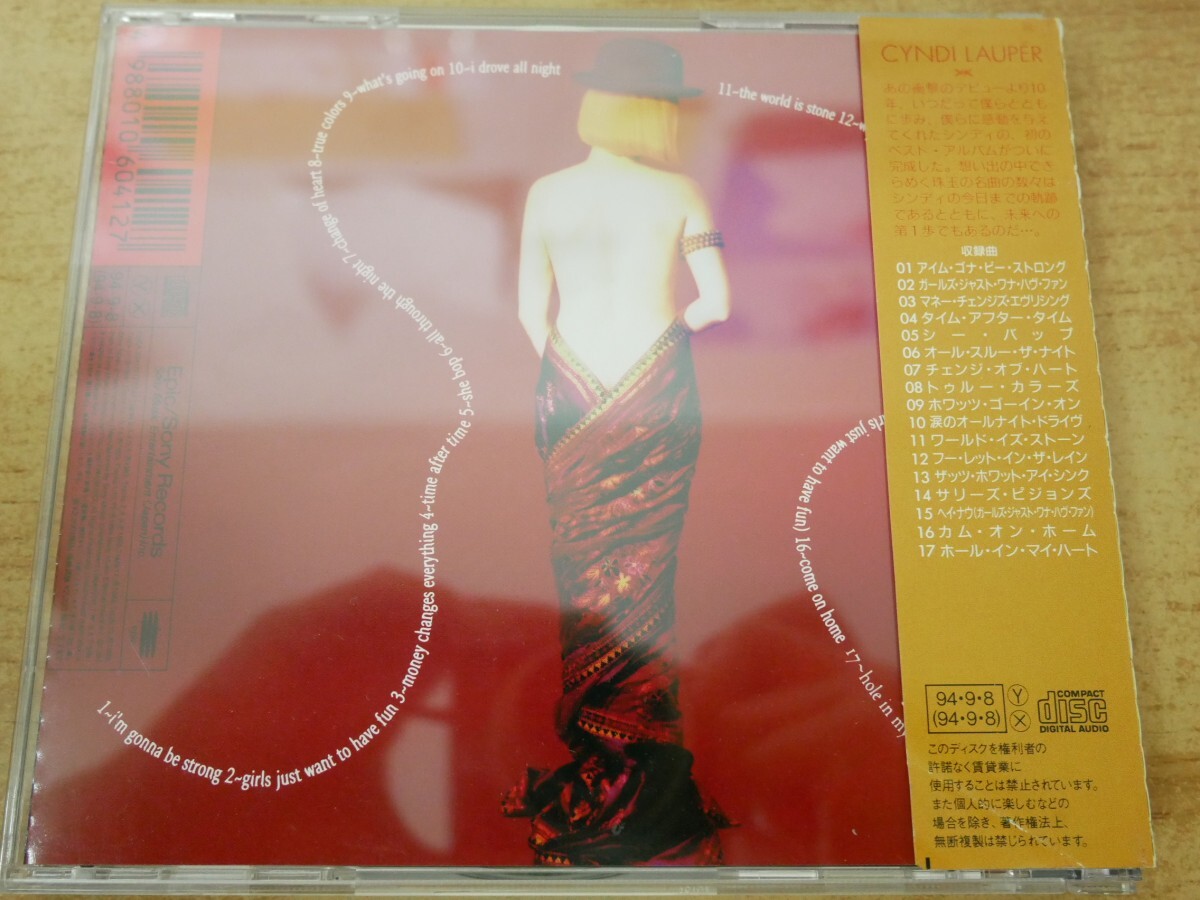 1~i'm gonna be strong 2~girls just want to have fun 3~money changes everything 4~time after time 5~she bop 6~all through the night 7~change of heart 8~true colors 9~what's going on 10~i drove all night
11~the world is stone 12~w
rls just want to have fun) 16~come on home 17~hole in my
9 88010 604127
Epic/Sony Records
CYNDI LAUPER
あの衝撃のデビューより10
年、いつだって僕らととも
に歩み、僕らに感動を与え
てくれたシンディの、初の
ベスト・アルバムがついに
完成した。想い出の中でき
らめく珠玉の名曲の数々は
シンディの今日までの軌跡
であるとともに、未来への
第1歩でもあるのだ…。
収録曲
01 アイム・ゴナ・ビー・ストロング
02 ガールズ・ジャスト・ワナ・ハヴ・ファン
03 マネー・チェンジズ・エヴリシング
04 タイム・アフター・タイム
05 シー・バップ
06 オール・スルー・ザ・ナイト
07 チェンジ・オブ・ハート
08 トゥルー・カラーズ
09 ホワッツ・ゴーイン・オン
10 涙のオールナイト・ドライヴ
11 ワールド・イズ・ストーン
12 フー・レット・イン・ザ・レイン
13 ザッツ・ホワット・アイ・シンク
14 サリーズ・ピジョンズ
15 ヘイ・ナウ(ガールズ・ジャスト・ワナ・ハヴ・ファン)
16 カム・オン・ホーム
17 ホール・イン・マイ・ハート
94・9・8
(94・9・8)
Y
X
COMPACT
disc
DIGITAL AUDIO
このディスクを権利者の
許諾なく賃貸業に
使用することは禁止されています。
また個人的に楽しむなどの
場合を除き、著作権法上、
無断複製は禁じられています。